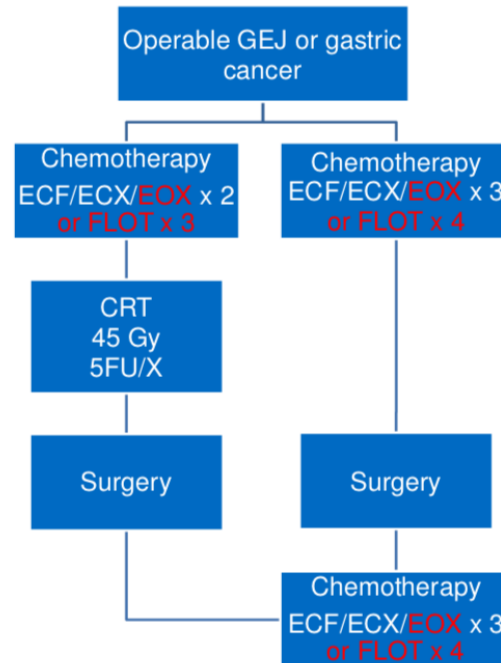 Operable GEJ or gastric
cancer
Chemotherapy
ECF/ECX/EOX x 2
or FLOT x 3
Chemotherapy
ECF/ECX/EOX x 3
or FLOT x 4
CRT
45 Gy
5FU/X
Surgery
Surgery
Chemotherapy
ECF/ECX/EOX x 3
or FLOT x 4